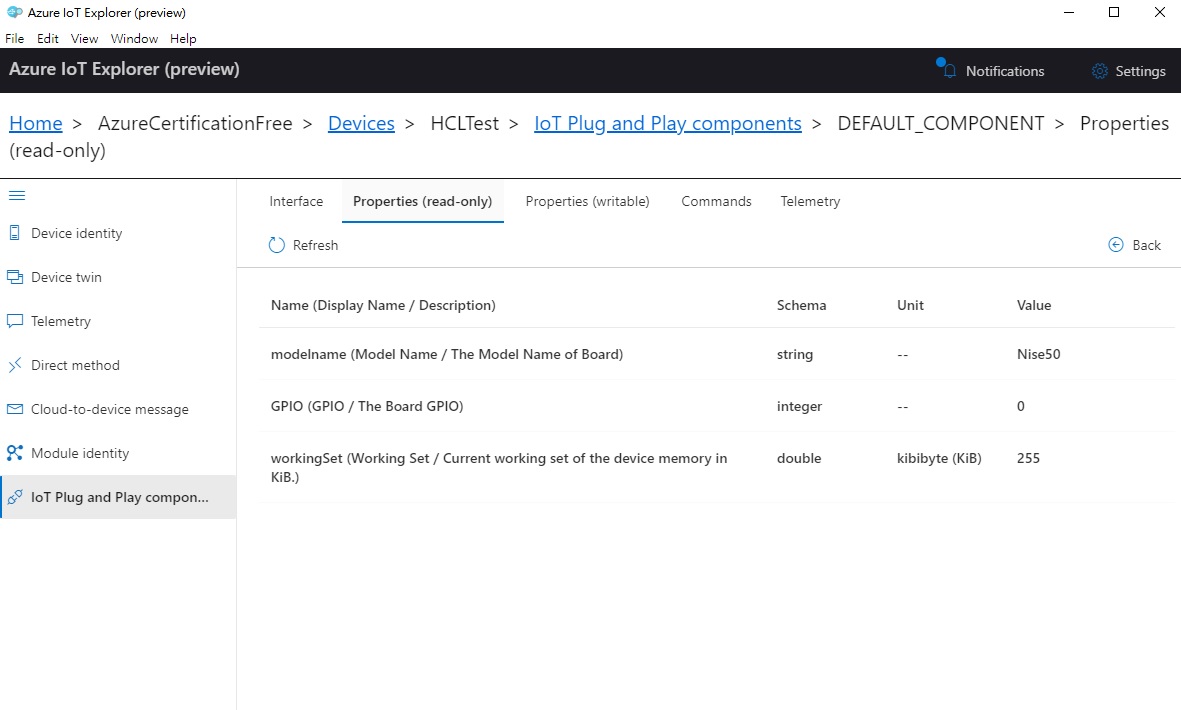 Azure IoT Explorer (preview)
File Edit View Window Help
Azure IoT Explorer (preview)
Notifications
Settings
Home > AzureCertificationFree > Devices > HCLTest > IoT Plug and Play components > DEFAULT_COMPONENT > Properties
(read-only)
Interface Properties (read-only) Properties (writable) Commands Telemetry
Device identity
Refresh
Back
Device twin
Name (Display Name / Description) Schema Unit Value
Telemetry
modelname (Model Name / The Model Name of Board) string -- Nise50
Direct method
GPIO (GPIO / The Board GPIO) integer -- 0
Cloud-to-device message
Module identity
workingSet (Working Set / Current working set of the device memory in double kibibyte (KiB) 255
KiB.)
IoT Plug and Play compon...